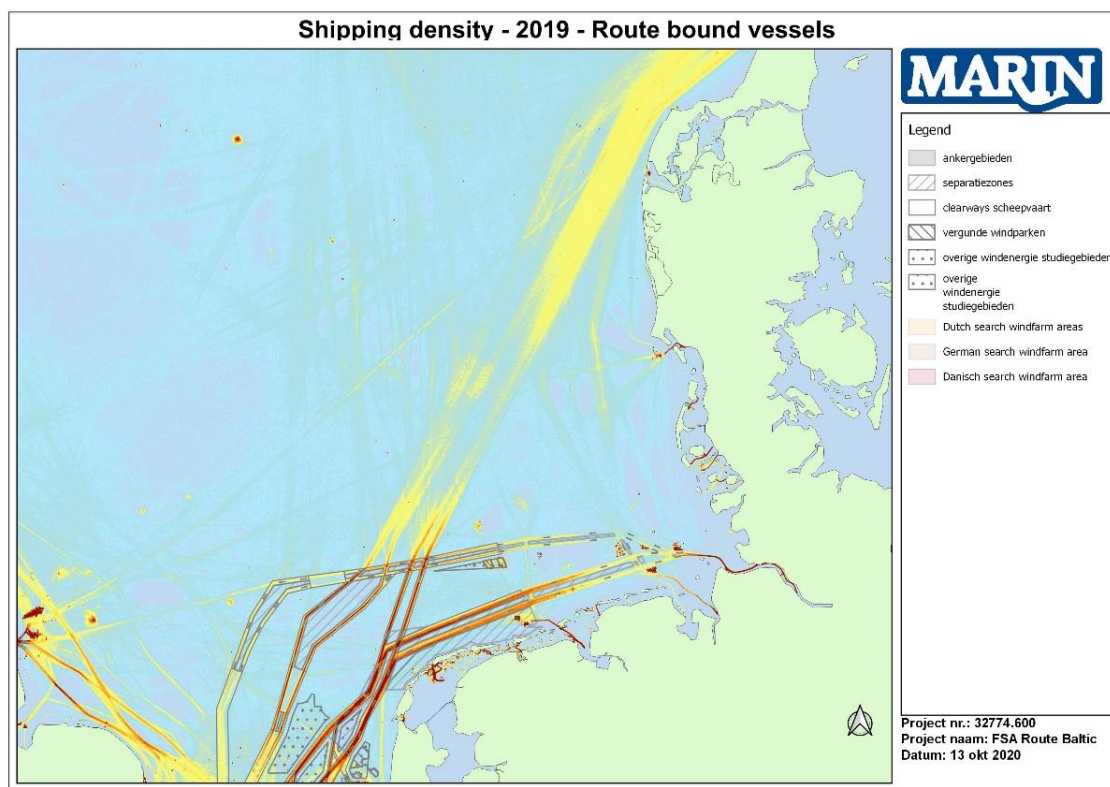 Shipping density - 2019 - Route bound vessels
MARIN
Legend
ankergebieden
separatiezones
clearways scheepvaart
vergunde windparken
overige windenergie studiegebieden
overige
windenergie
studiegebieden
Dutch search windfarm areas
German search windfarm area
Danisch search windfarm area
Project nr.: 32774.600
Project naam: FSA Route Baltic
Datum: 13 okt 2020